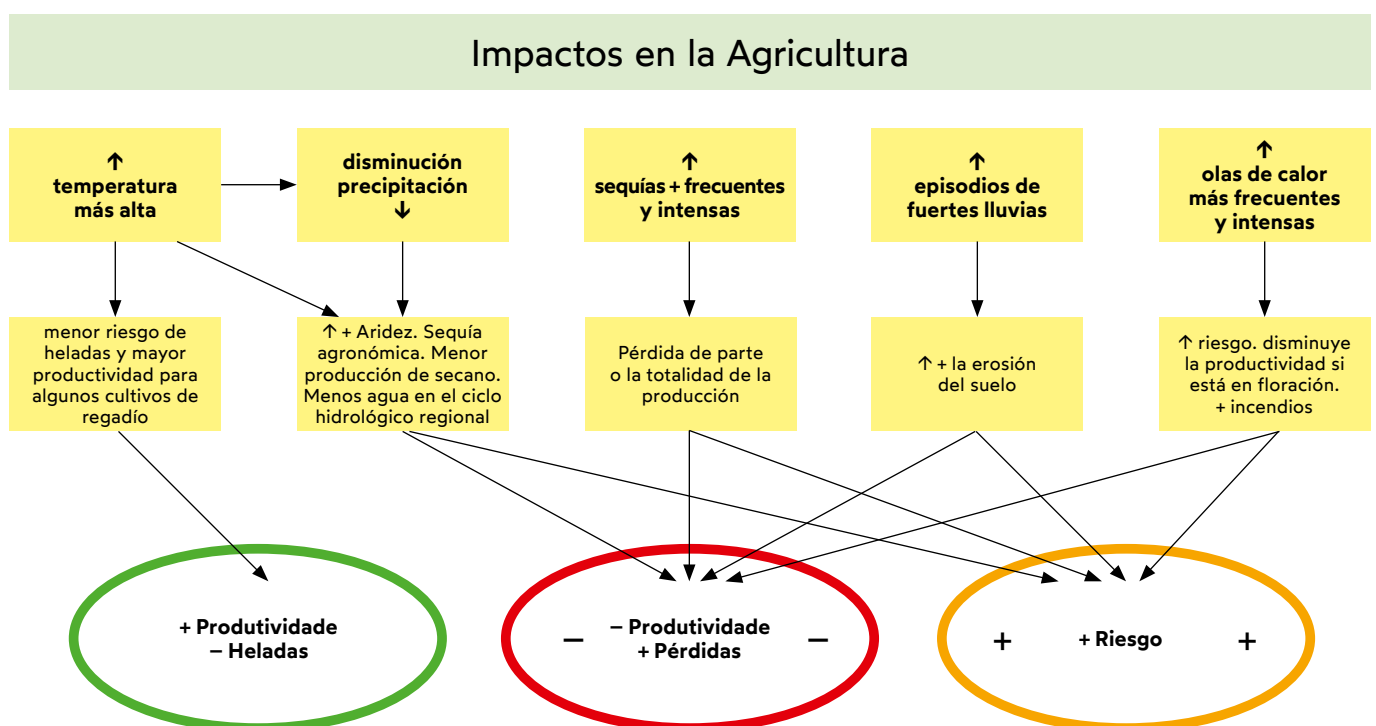 Impactos en la Agricultura
↑
temperatura
más alta
disminución
precipitación
↓
↑
sequías + frecuentes
y intensas
↑
episodios de
fuertes lluvias
↑
olas de calor
más frecuentes
y intensas
menor riesgo de
heladas y mayor
productividad para
algunos cultivos de
regadío
↑ + Aridez. Sequía
agronómica. Menor
producción de secano.
Menos agua en el ciclo
hidrológico regional
Pérdida de parte
o la totalidad de la
producción
↑ + la erosión
del suelo
↑ riesgo. disminuye
la productividad si
está en floración.
+ incendios
+ Produtividade
– Heladas
– – Produtividade –
+ Pérdidas
+ + Riesgo +